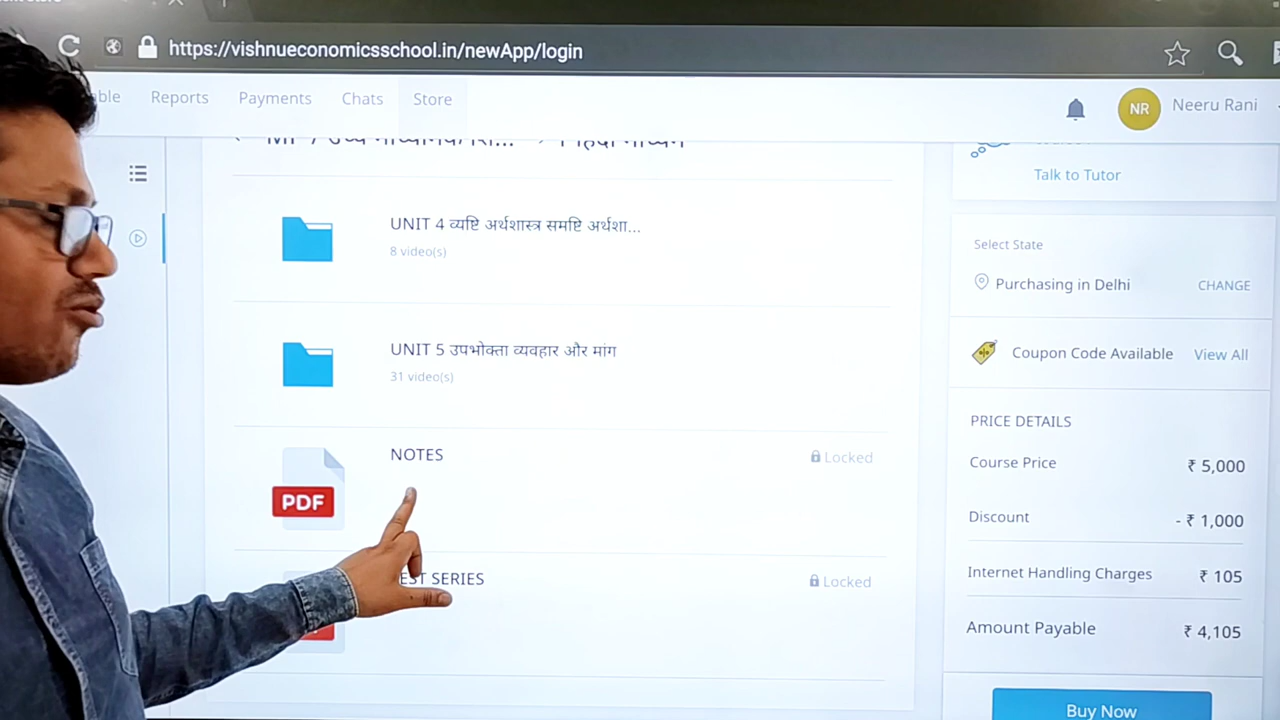 https://vishnueconomicsschool.in/newApp/login
Reports Payments Chats Store
NR Neeru Rani
Talk to Tutor
UNIT 4 व्यष्टि अर्थशास्त्र समष्टि अर्थशा...
8 video(s)
UNIT 5 उपभोक्ता व्यवहार और मांग
31 video(s)
PDF
NOTES
Locked
EST SERIES
Locked
Select State
Purchasing in Delhi CHANGE
Coupon Code Available View All
PRICE DETAILS
Course Price ₹ 5,000
Discount - ₹ 1,000
Internet Handling Charges ₹ 105
Amount Payable ₹ 4,105
Buy Now